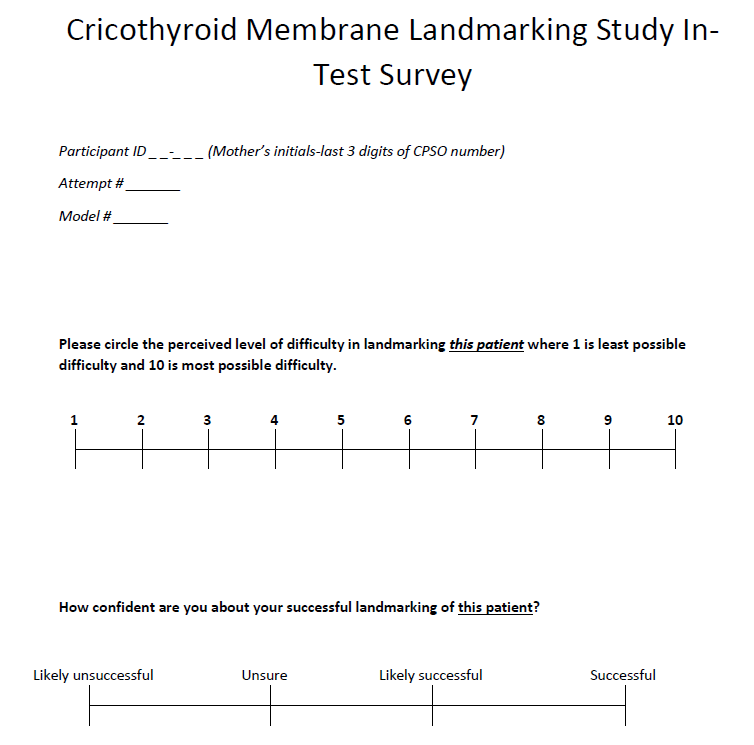 Cricothyroid Membrane Landmarking Study In-
Test Survey
Participant ID _ _-_ _ _ (Mother's initials-last 3 digits of CPSO number)
Attempt # _______
Model # _______
Please circle the perceived level of difficulty in landmarking this patient where 1 is least possible
difficulty and 10 is most possible difficulty.
1 2 3 4 5 6 7 8 9 10
How confident are you about your successful landmarking of this patient?
Likely unsuccessful Unsure Likely successful Successful